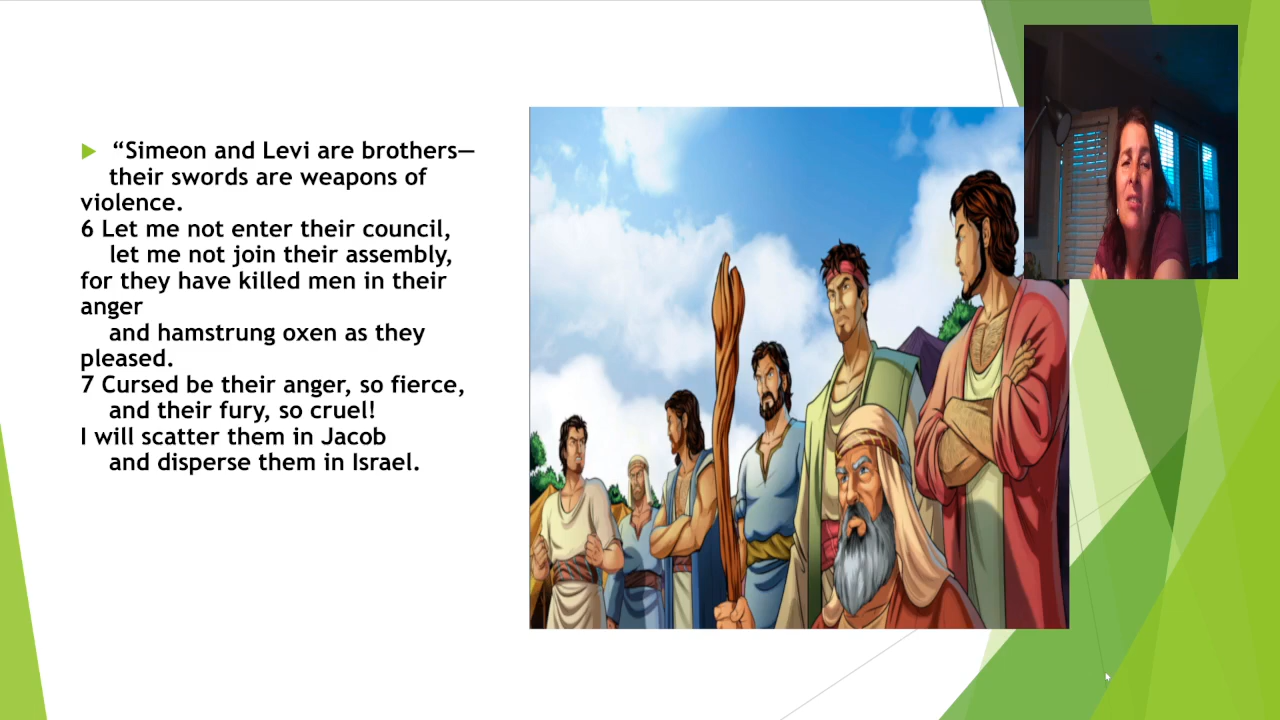 “Simeon and Levi are brothers—
their swords are weapons of
violence.
6 Let me not enter their council,
let me not join their assembly,
for they have killed men in their
anger
and hamstrung oxen as they
pleased.
7 Cursed be their anger, so fierce,
and their fury, so cruel!
I will scatter them in Jacob
and disperse them in Israel.